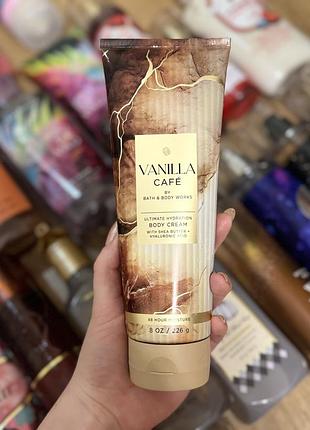 VANILLA
CAFÉ
BY
BATH & BODY WORKS
ULTIMATE HYDRATION
BODY CREAM
WITH SHEA BUTTER +
HYALURONIC ACID
48 HOUR MOISTURE
8 OZ / 226 g